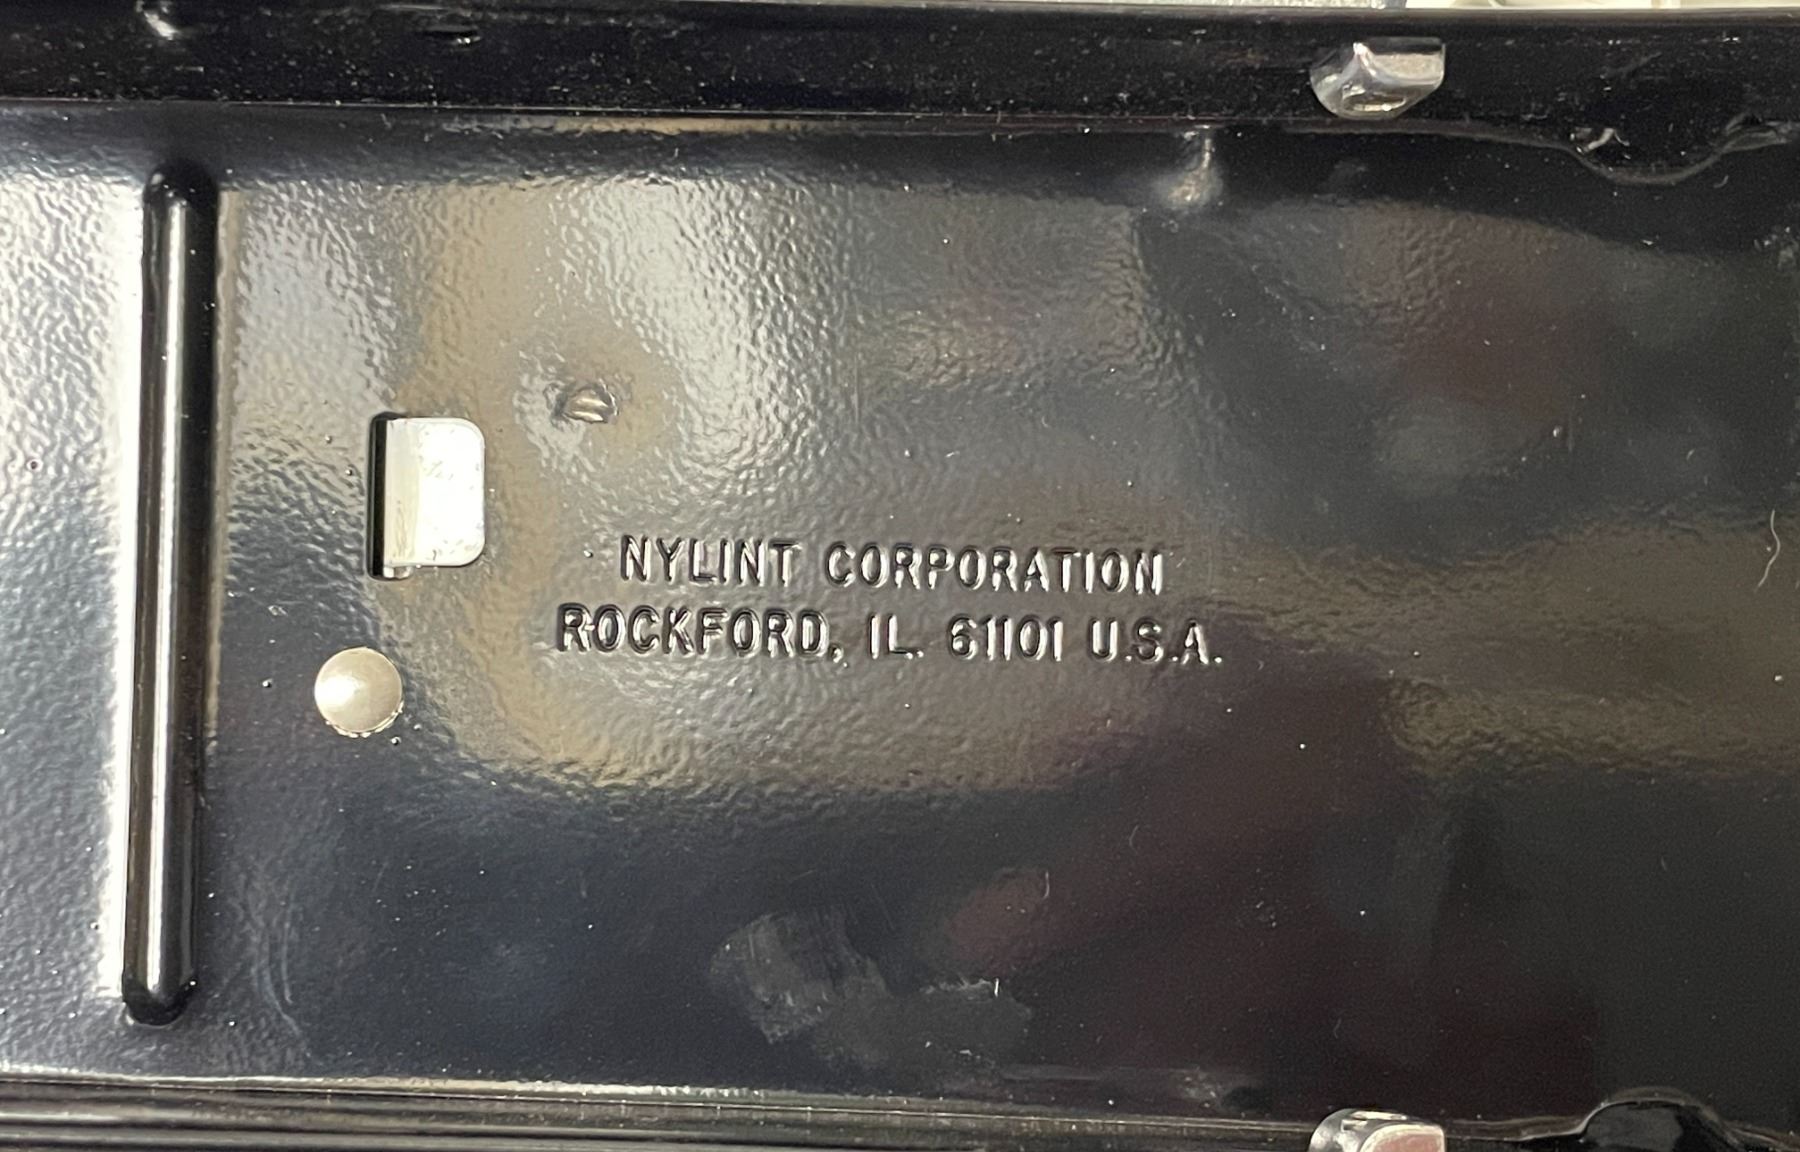 NYLINT CORPORATION
ROCKFORD, IL. 61101 U.S.A.